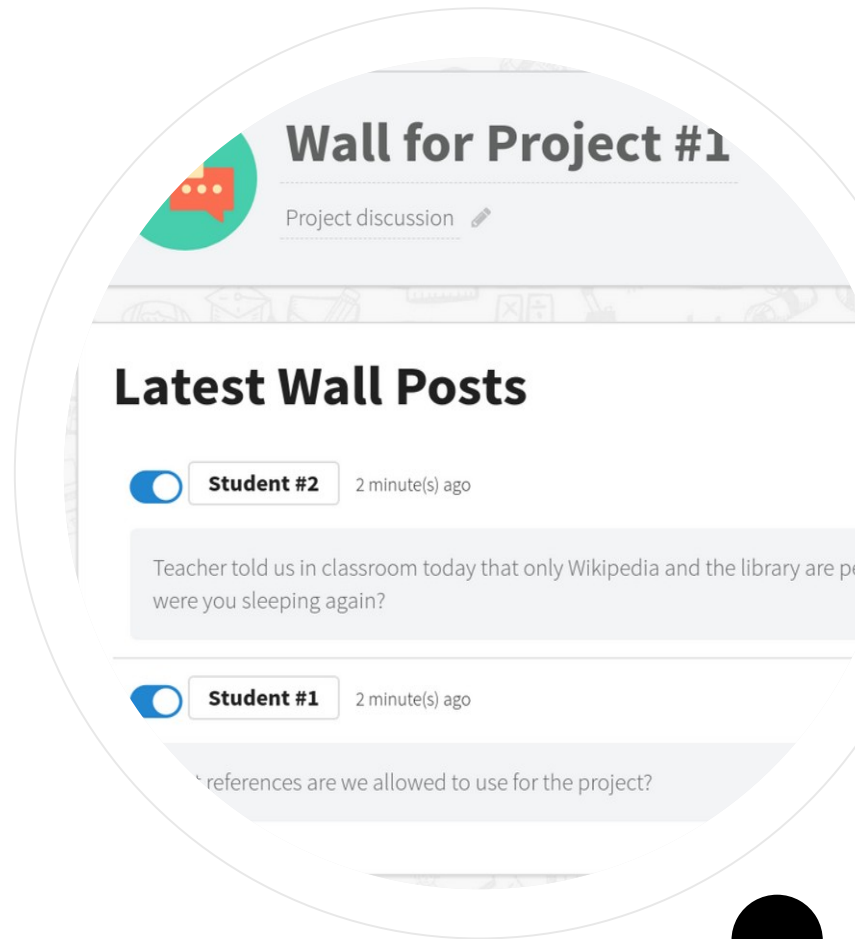 Wall for Project #1
Project discussion
Latest Wall Posts
Student #2 2 minute(s) ago
Teacher told us in classroom today that only Wikipedia and the library are
were you sleeping again?
Student #1 2 minute(s) ago
references are we allowed to use for the project?